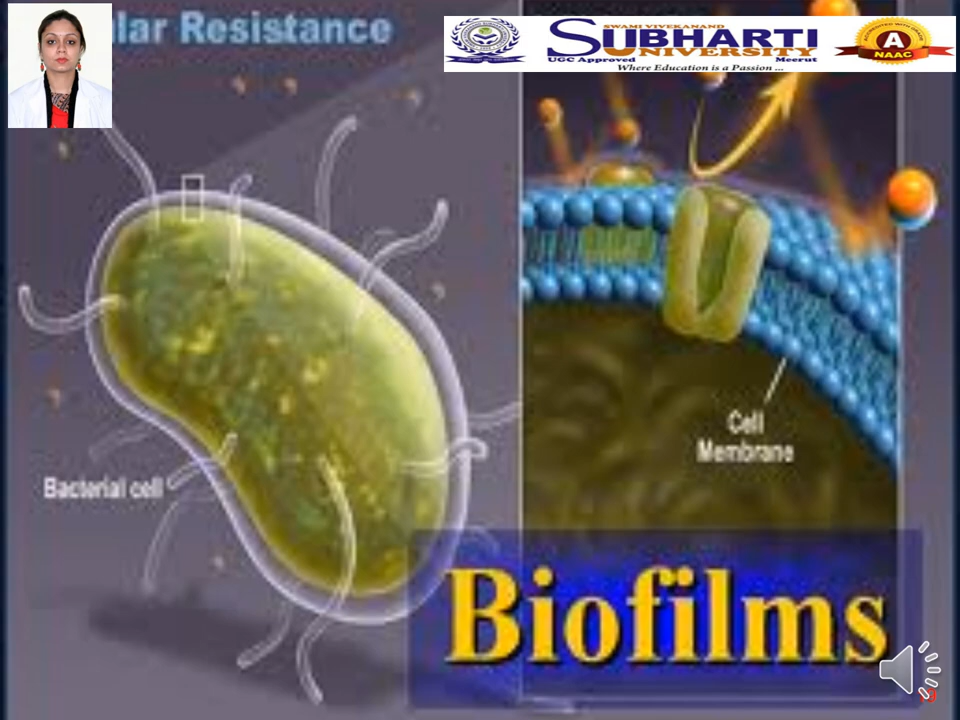 lar Resistance
SWAMI VIVEKANAND
SUBHARTI
UNIVERSITY
UGC Approved Meerut
Where Education is a Passion ...
A
NAAC
Cell
Membrane
Bacterial cell
Biofilms